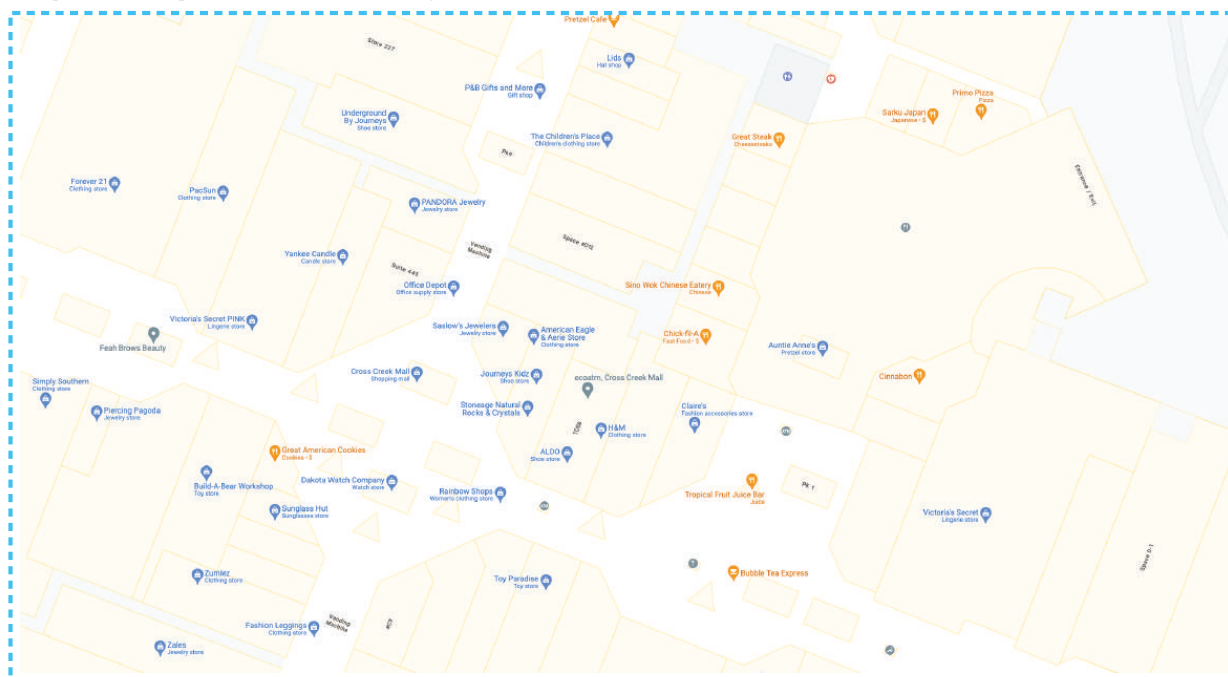 Pretzel Cafe
Store 227
Lids
Hat shop
P&B Gifts and More
Gift shop
Prime Pizza
Pizza
Sarku Japan
Japanese - $
Underground
By Journeys
Shoe store
The Children's Place
Children's clothing store
Great Steak
Cheesesteaks
Forever 21
Clothing store
PacSun
Clothing store
Entrance / Exit
PANDORA Jewelry
Jewelry store
Vending
Machine
Yankee Candle
Candle store
Office Depot
Office supply store
Sino Wok Chinese Eatery
Chinese
Victoria's Secret PINK
Lingerie store
Feah Brows Beauty
Saslow's Jewelers
Jewelry store
American Eagle
& Aerie Store
Clothing store
Chick-fil-A
Fast Food - $
Auntie Anne's
Pretzel store
Cinnabon
Simply Southern
Clothing store
Piercing Pagoda
Jewelry store
Cross Creek Mall
Shopping mall
Journeys Kidz
Shoe store
ecoatm, Cross Creek Mall
Stoneage Natural
Rocks & Crystals
Claire's
Fashion accessories store
H&M
Clothing store
Great American Cookies
Cookies - $
ALDO
Shoe store
Build-A-Bear Workshop
Toy store
Dakota Watch Company
Watch store
Rainbow Shops
Women's clothing store
Tropical Fruit Juice Bar
Juice
Pk 1
Sunglass Hut
Sunglasses store
Victoria's Secret
Lingerie store
Space D-1
Zumiez
Clothing store
Toy Paradise
Toy store
Bubble Tea Express
Fashion Leggings
Clothing store
Vending
Machine
Zales
Jewelry store